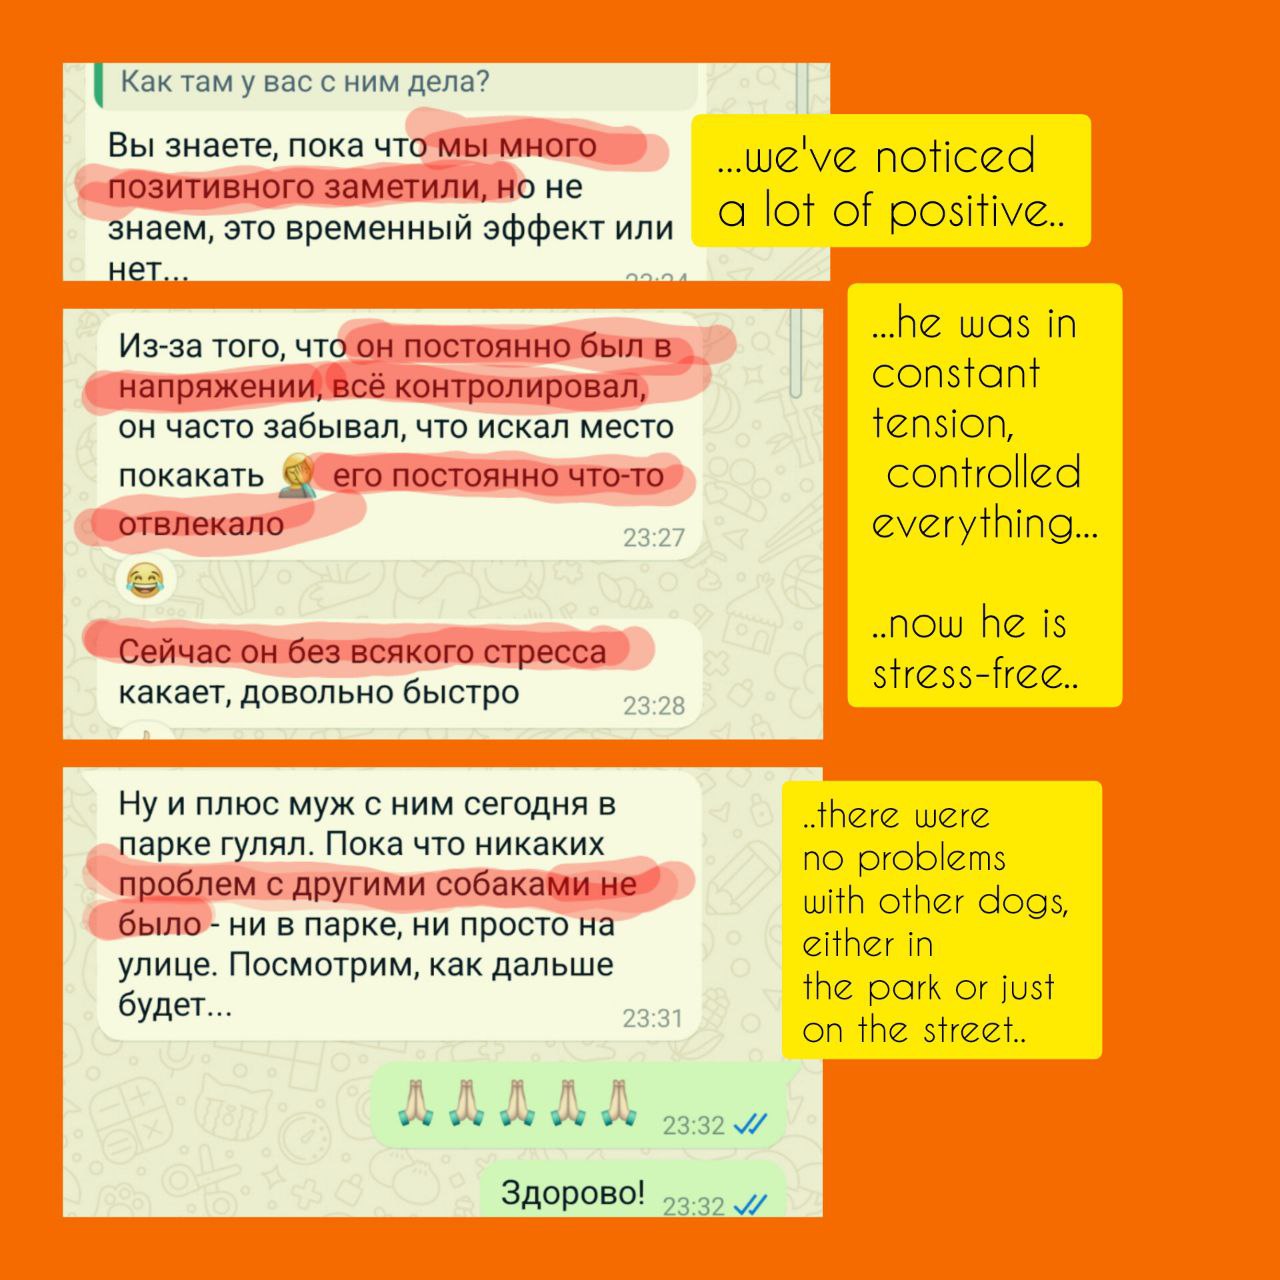 Как там у вас с ним дела?
Вы знаете, пока что мы много
позитивного заметили, но не
знаем, это временный эффект или
нет...
...we've noticed
a lot of positive..
Из-за того, что он постоянно был в
напряжении, всё контролировал,
он часто забывал, что искал место
покакать 🤦 его постоянно что-то
отвлекало
23:27
😂
Сейчас он без всякого стресса
какает, довольно быстро
23:28
...he was in
constant
tension,
controlled
everything...
..now he is
stress-free..
Ну и плюс муж с ним сегодня в
парке гулял. Пока что никаких
проблем с другими собаками не
было - ни в парке, ни просто на
улице. Посмотрим, как дальше
будет...
23:31
..there were
no problems
with other dogs,
either in
the park or just
on the street..
🙏🏻🙏🏻🙏🏻🙏🏻🙏🏻 23:32
Здорово! 23:32